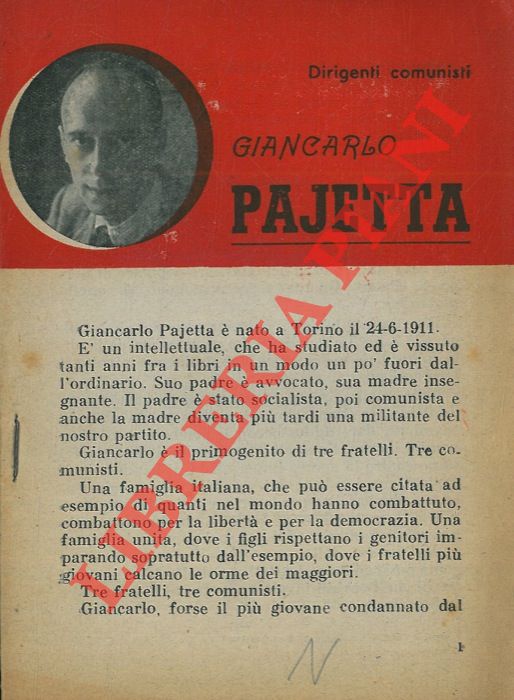 Dirigenti comunisti
GIANCARLO
PAJETTA
Giancarlo Pajetta è nato a Torino il 24-6-1911.
E' un intellettuale, che ha studiato ed è vissuto
tanti anni fra i libri in un modo un po' fuori dal-
l'ordinario. Suo padre è avvocato, sua madre inse-
gnante. Il padre è stato socialista, poi comunista e
anche la madre diventa più tardi una militante del
nostro partito.
Giancarlo è il primogenito di tre fratelli. Tre co-
munisti.
Una famiglia italiana, che può essere citata ad
esempio di quanti nel mondo hanno combattuto,
combattono per la libertà e per la democrazia. Una
famiglia unita, dove i figli rispettano i genitori im-
parando sopratutto dall'esempio, dove i fratelli più
giovani calcano le orme dei maggiori.
Tre fratelli, tre comunisti.
Giancarlo, forse il più giovane condannato dal
1
N
LIBRERIA PIANI